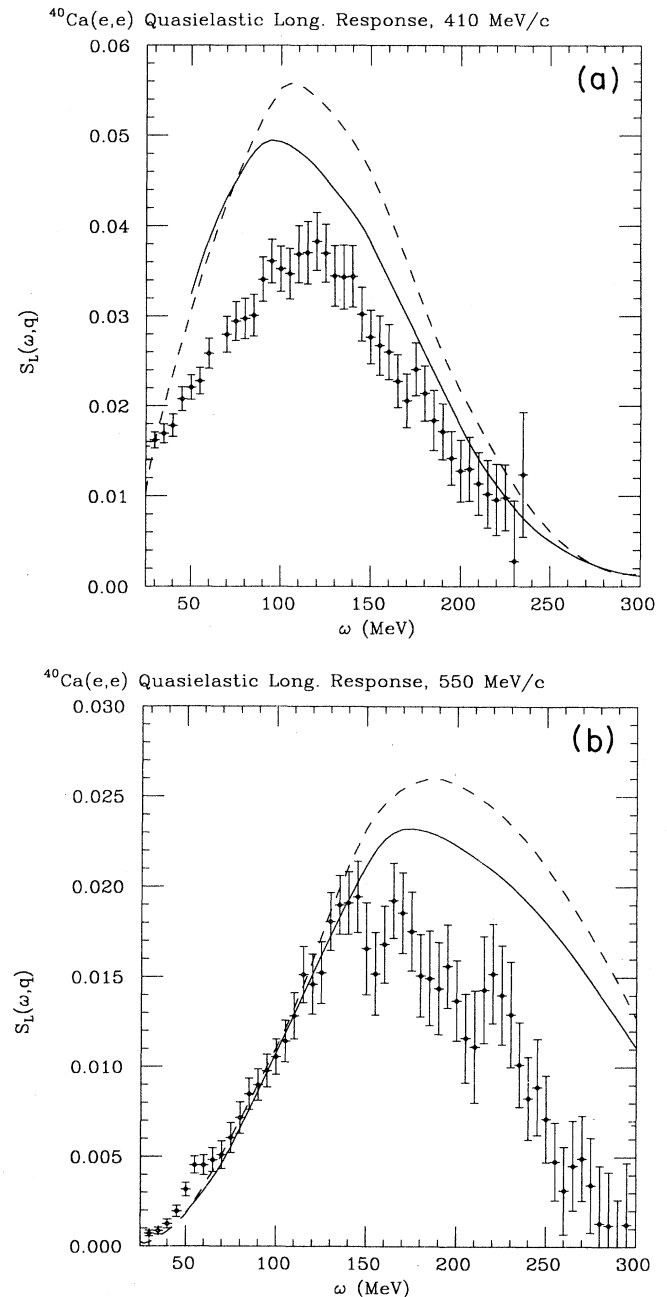 ⁴⁰Ca(e,e) Quasielastic Long. Response, 410 MeV/c
(a)
0.06
0.05
0.04
0.03
0.02
0.01
0.00
S_L(ω,q)
50 100 150 200 250 300
ω (MeV)
⁴⁰Ca(e,e) Quasielastic Long. Response, 550 MeV/c
(b)
0.030
0.025
0.020
0.015
0.010
0.005
0.000
S_L(ω,q)
50 100 150 200 250 300
ω (MeV)